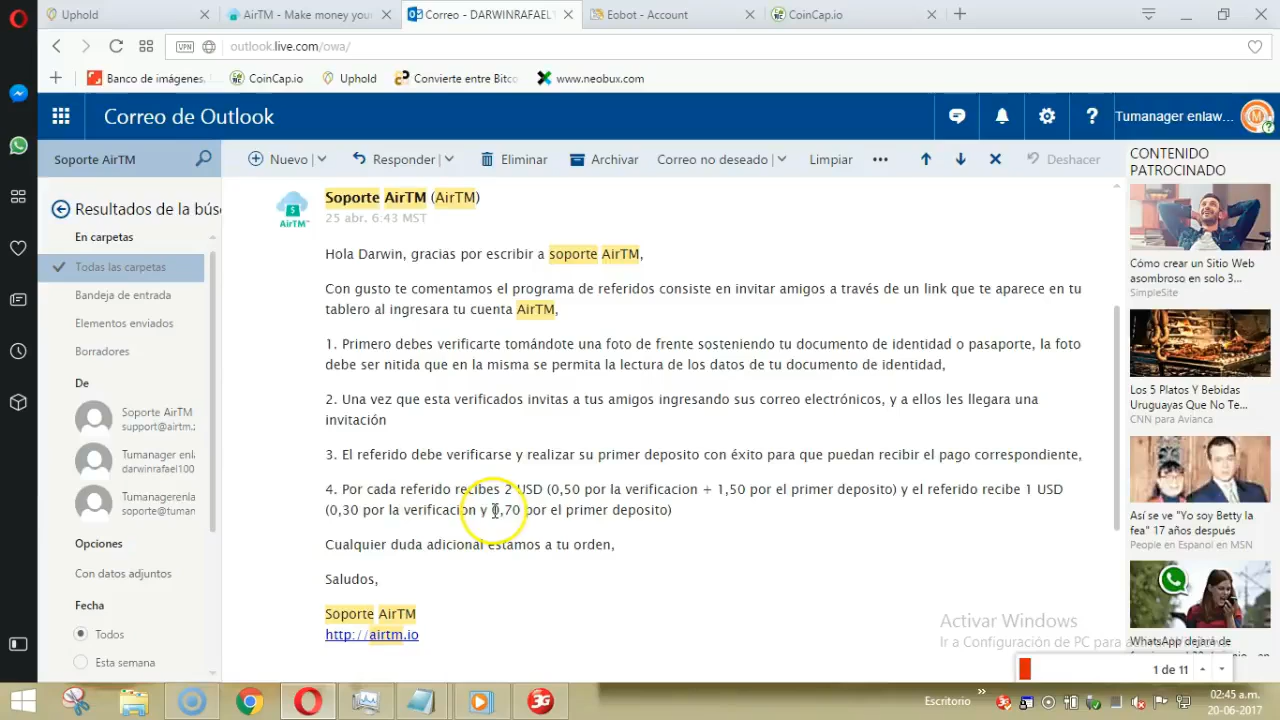 Uphold
AirTM - Make money your
Correo - DARWINRAFAEL
Eobot - Account
CoinCap.io
VPN
outlook.live.com/owa/
Banco de imágenes.
CoinCap.io
Uphold
Convierte entre Bitco
www.neobux.com
Correo de Outlook
Tumanager enlaw...
Soporte AirTM
Nuevo
Responder
Eliminar
Archivar
Correo no deseado
Limpiar
Deshacer
Resultados de la bús
En carpetas
Todas las carpetas
Bandeja de entrada
Elementos enviados
Borradores
De
Soporte AirTM
support@airtm.
Tumanager en
darwinrafael100
Tumanagerenla
soporte@tuman
Opciones
Con datos adjuntos
Fecha
Todos
Esta semana
AirTM™
Soporte AirTM (AirTM)
25 abr. 6:43 MST
Hola Darwin, gracias por escribir a soporte AirTM,
Con gusto te comentamos el programa de referidos consiste en invitar amigos a través de un link que te aparece en tu
tablero al ingresara tu cuenta AirTM,
1. Primero debes verificarte tomándote una foto de frente sosteniendo tu documento de identidad o pasaporte, la foto
debe ser nitida que en la misma se permita la lectura de los datos de tu documento de identidad,
2. Una vez que esta verificados invitas a tus amigos ingresando sus correo electrónicos, y a ellos les llegara una
invitación
3. El referido debe verificarse y realizar su primer deposito con éxito para que puedan recibir el pago correspondiente,
4. Por cada referido recibes 2 USD (0,50 por la verificacion + 1,50 por el primer deposito) y el referido recibe 1 USD
(0,30 por la verificacion y 0,70 por el primer deposito)
Cualquier duda adicional estamos a tu orden,
Saludos,
Soporte AirTM
http://airtm.io
CONTENIDO
PATROCINADO
Cómo crear un Sitio Web
asombroso en solo 3...
SimpleSite
Los 5 Platos Y Bebidas
Uruguayas Que No Te...
CNN para Avianca
Así se ve "Yo soy Betty la
fea" 17 años después
People en Espanol en MSN
WhatsApp dejará de
Activar Windows
Ir a Configuración de PC para
1 de 11
Escritorio
3G
02:45 a.m.
20-06-2017